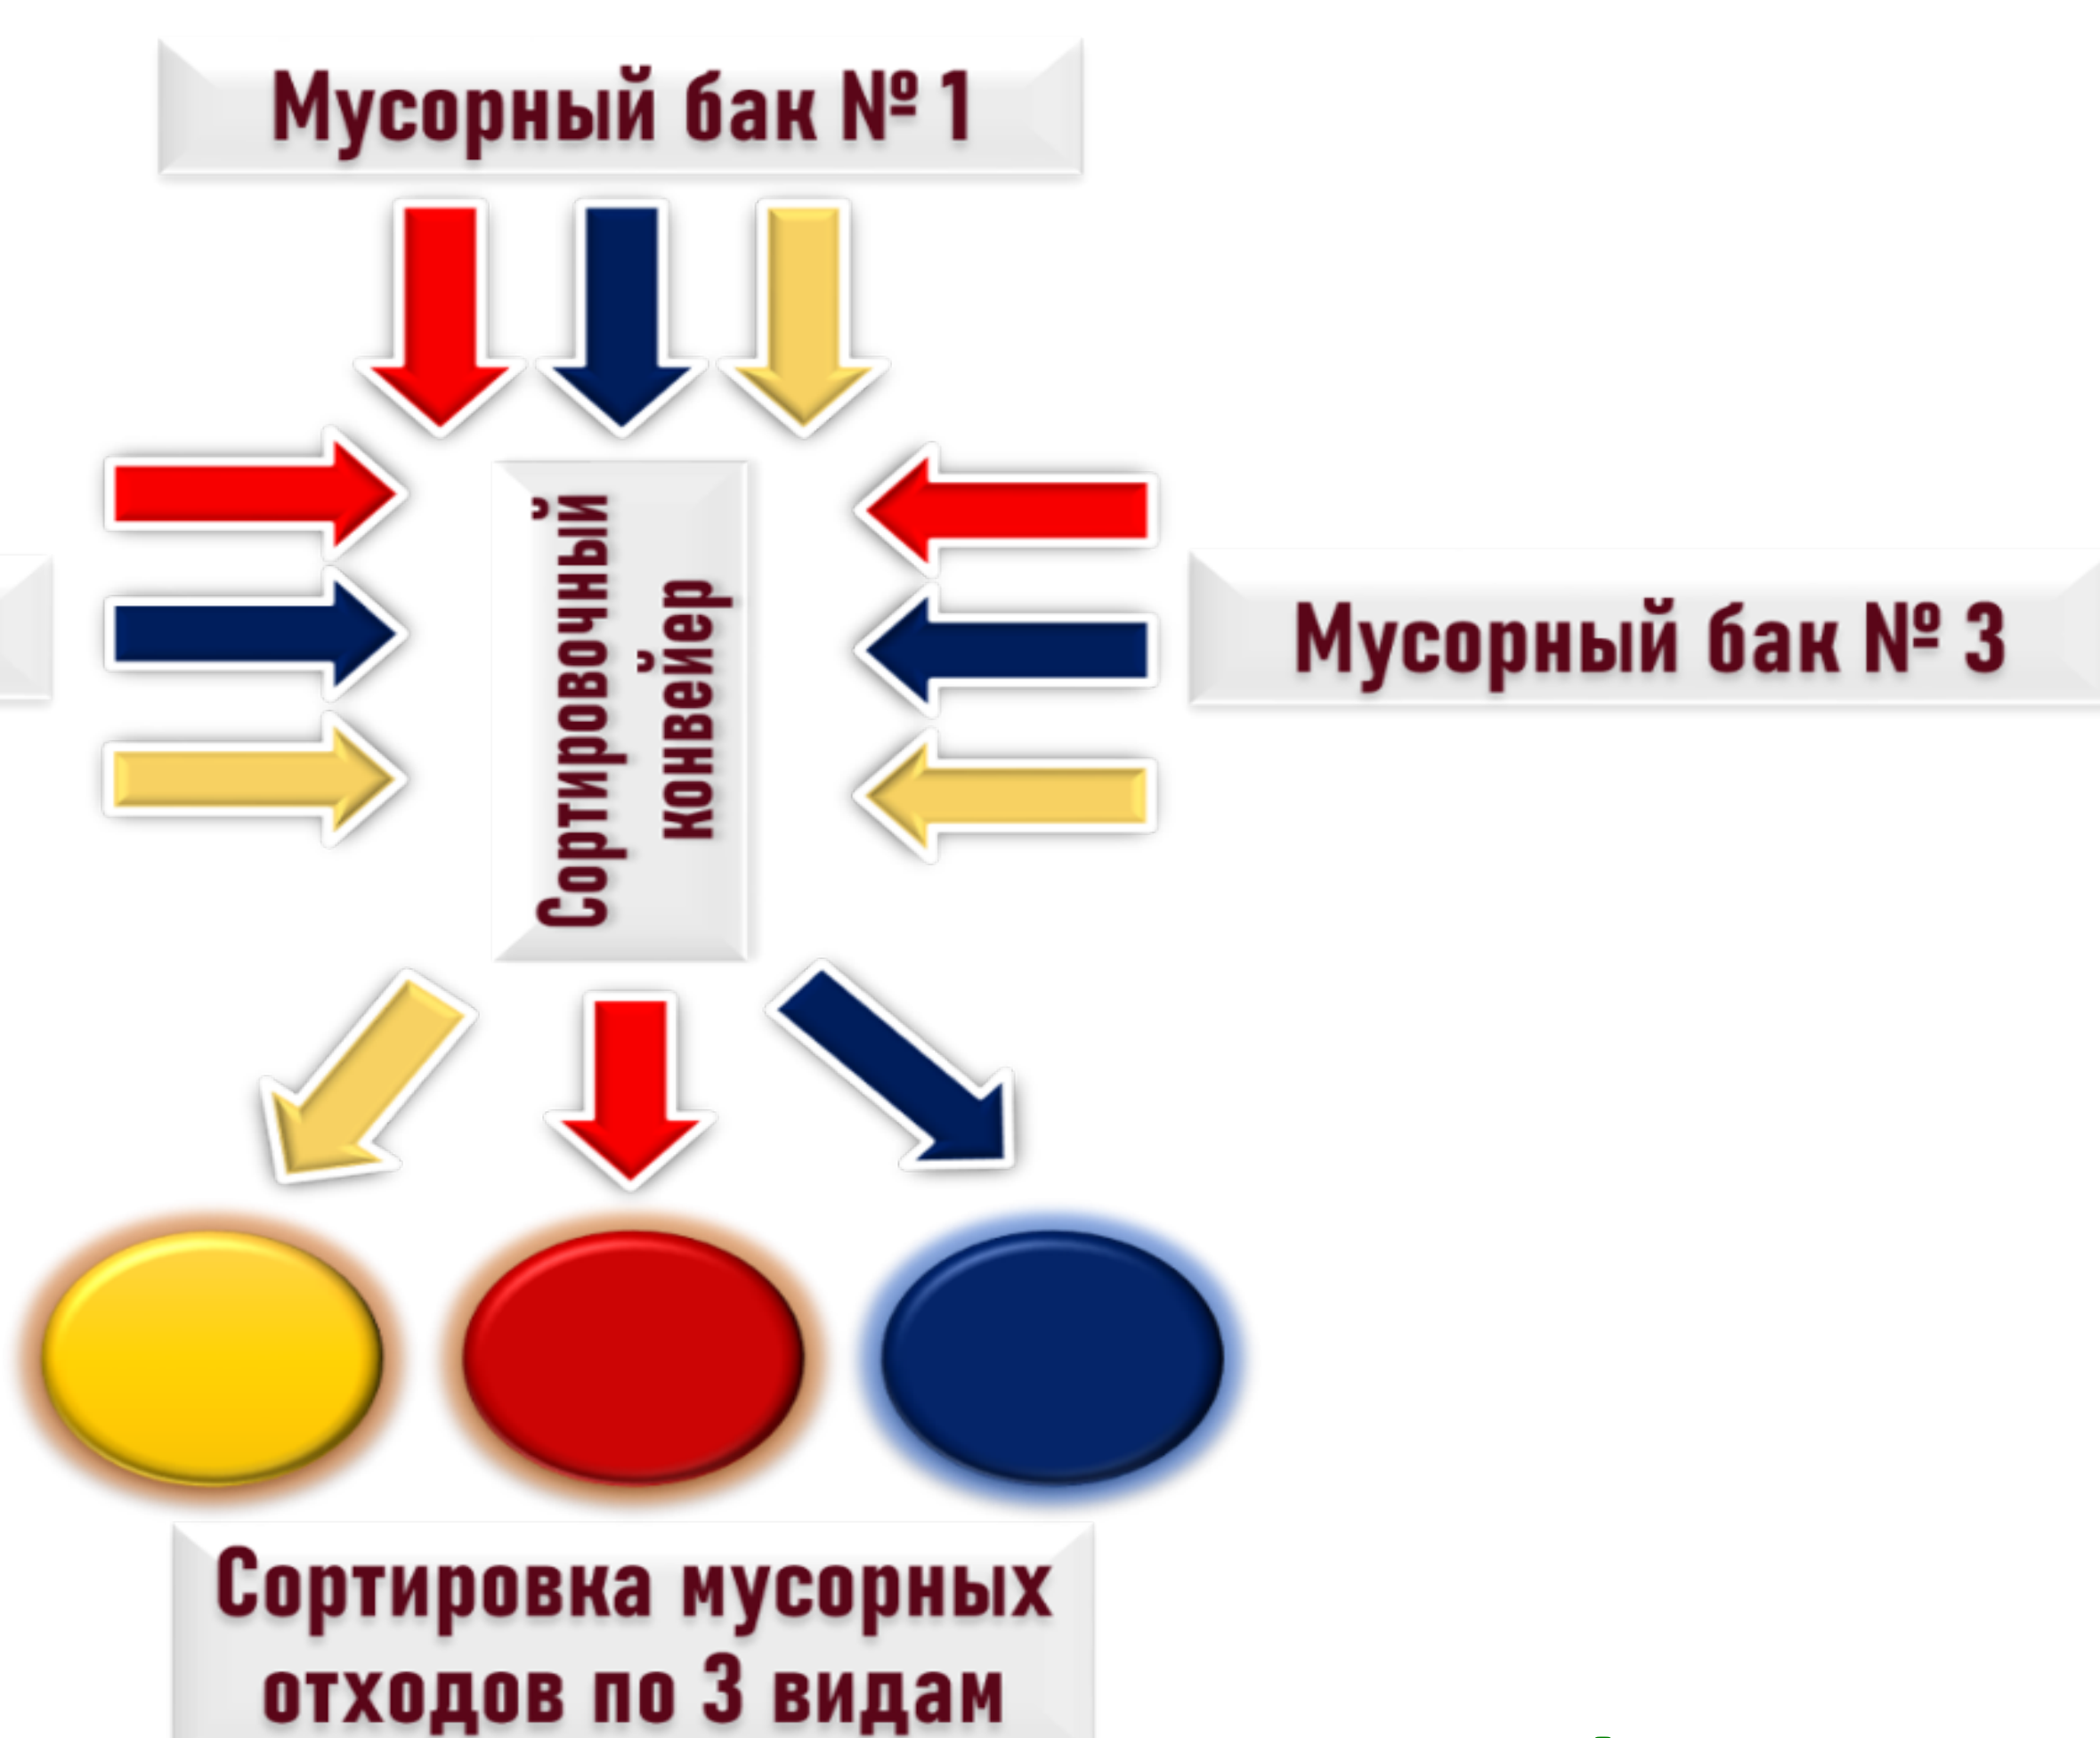 Мусорный бак № 1
Сортировочный
конвейер
Мусорный бак № 3
Сортировка мусорных
отходов по 3 видам